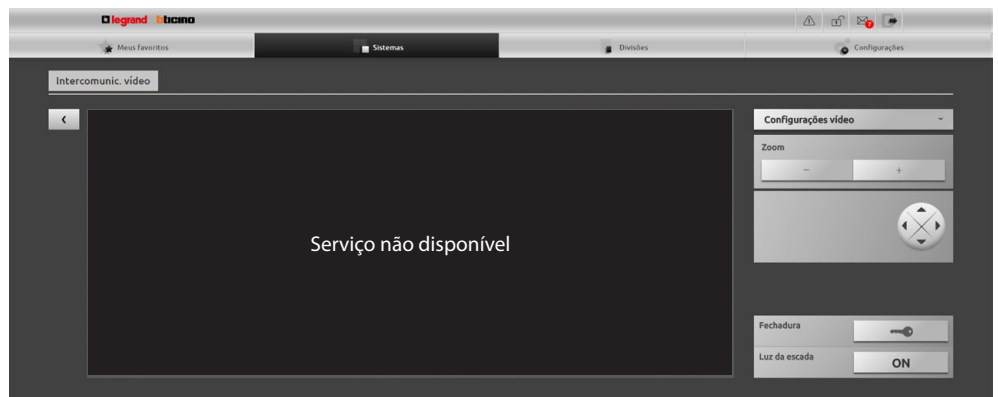 legrand bticino
7
Meus favoritos
Sistemas
Divisões
Configurações
Intercomunic. vídeo
Configurações vídeo
Zoom
- +
Serviço não disponível
Fechadura
Luz da escada
ON